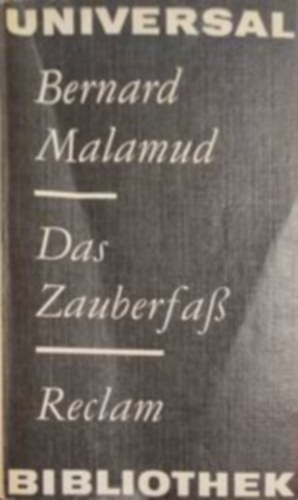 UNIVERSAL
Bernard
Malamud
Das
Zauberfaß
Reclam
BIBLIOTHEK